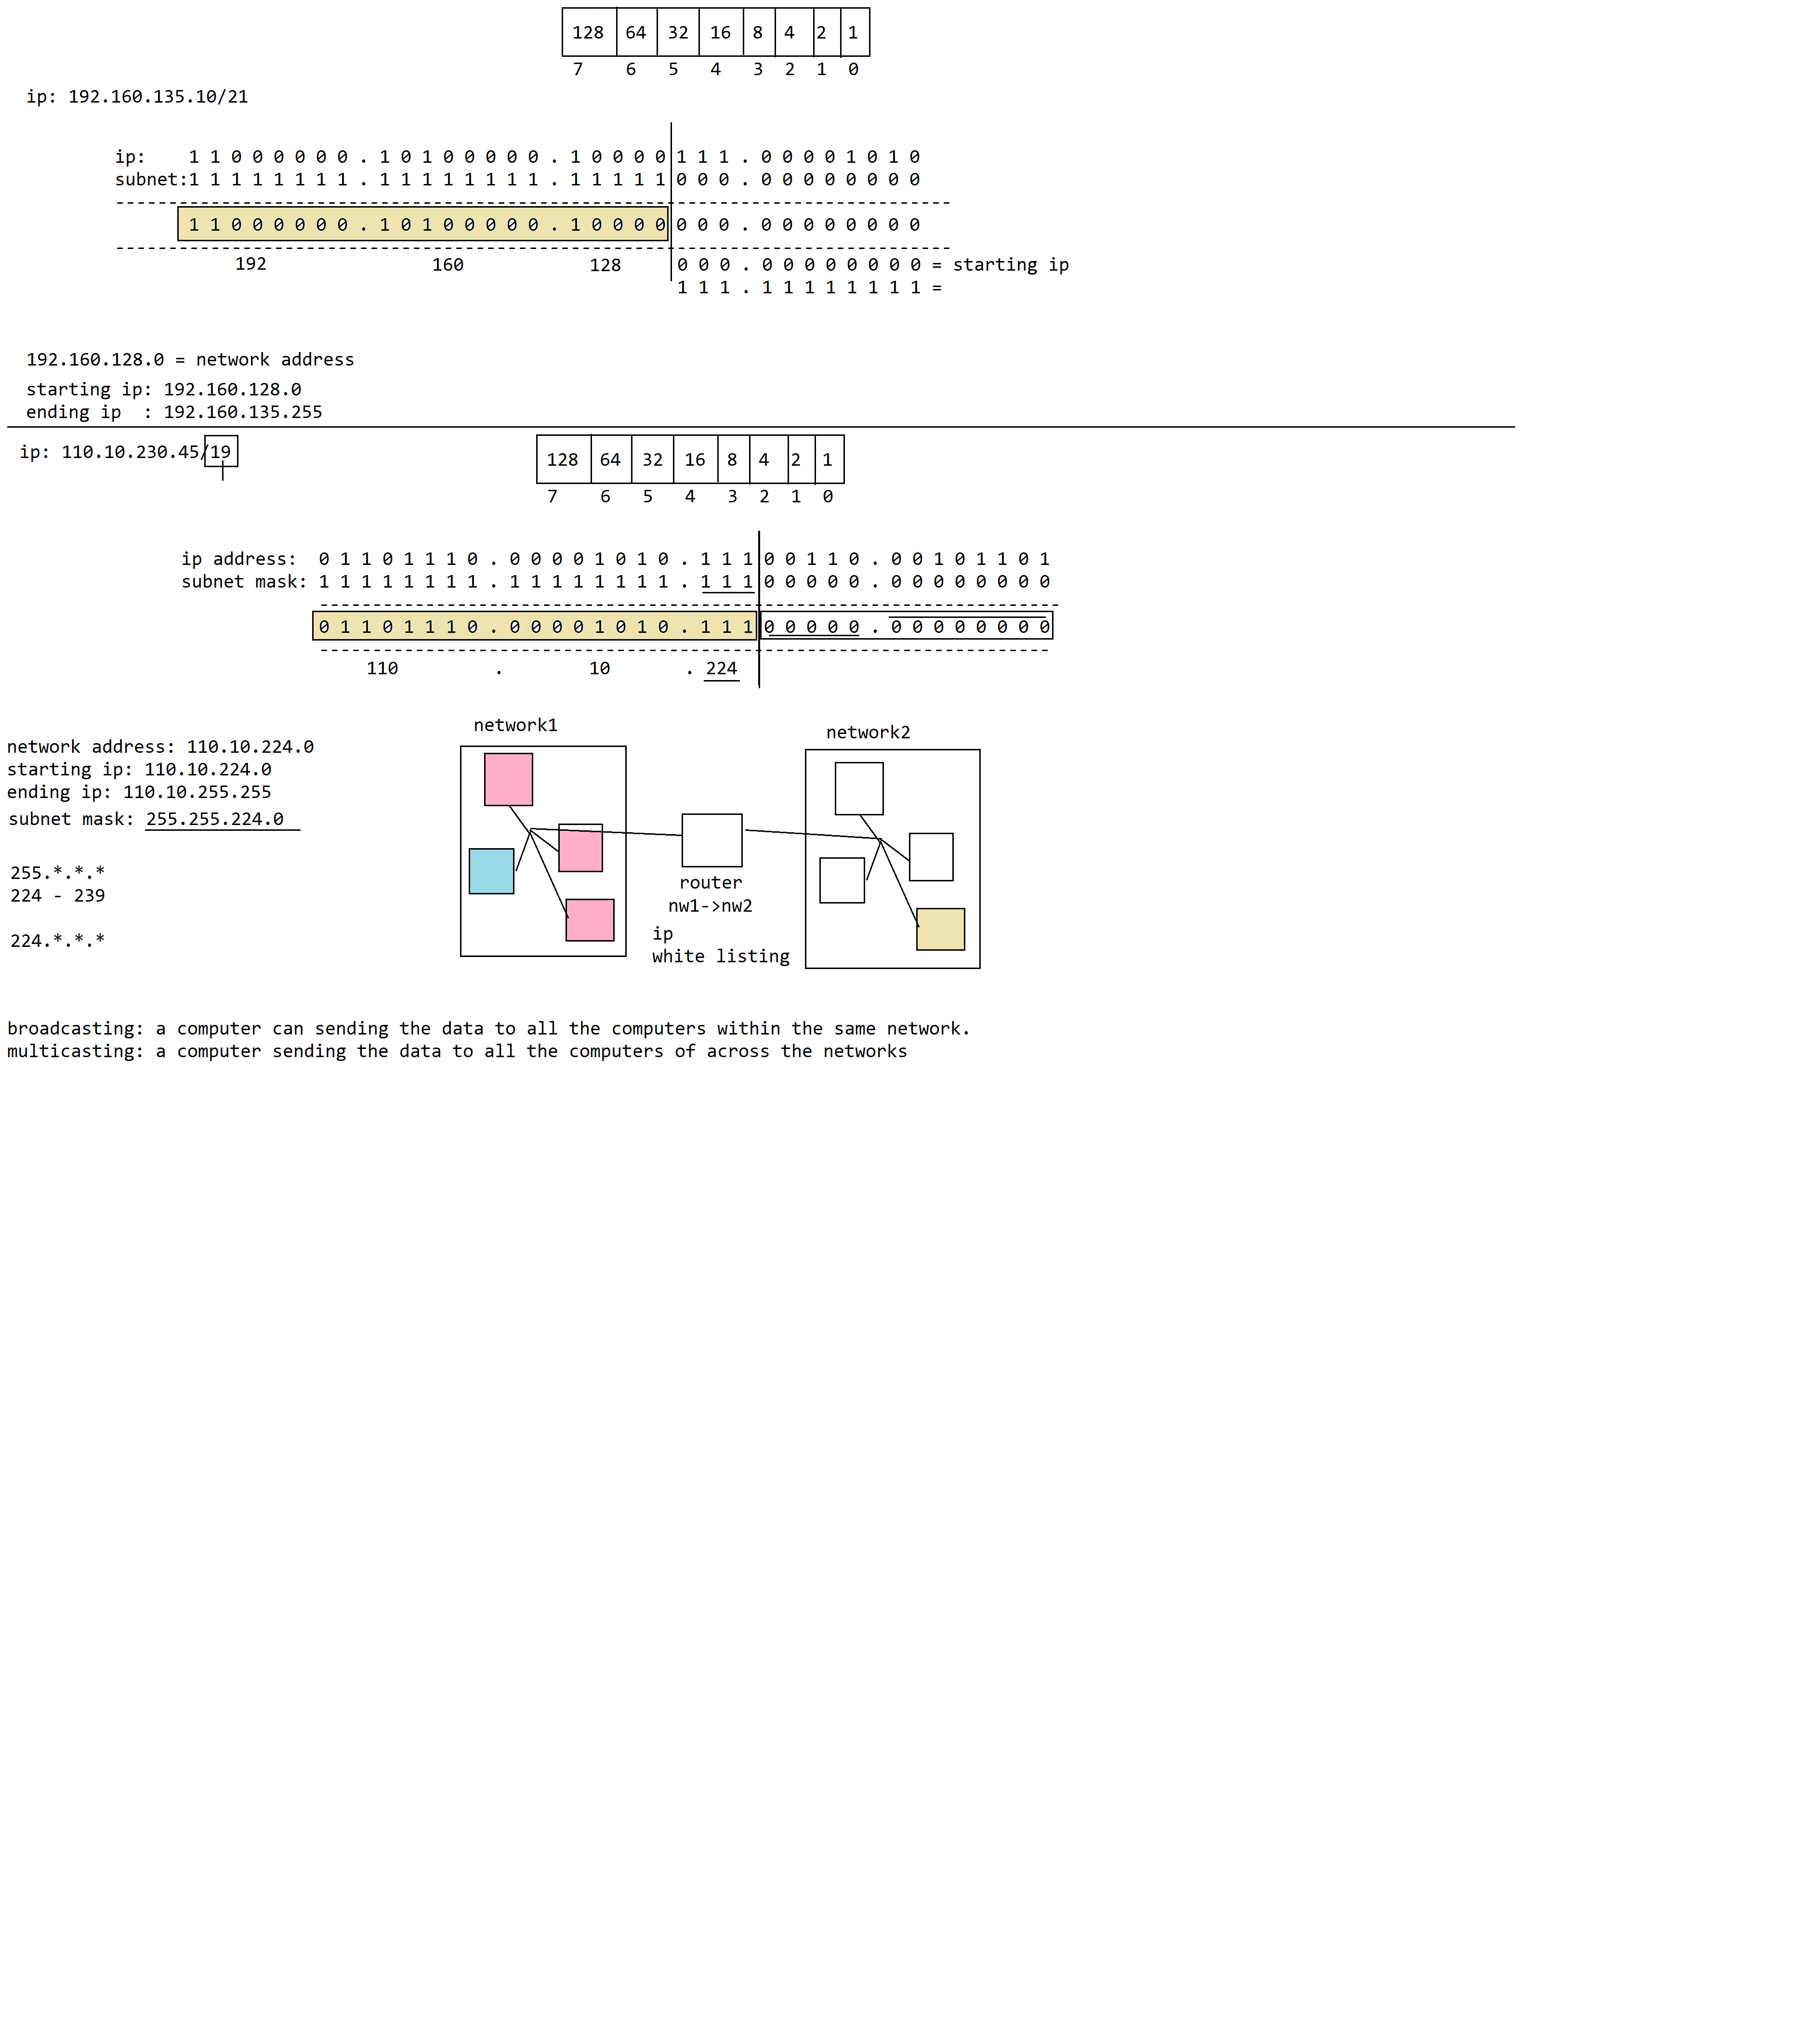 128 64 32 16 8 4 2 1
7 6 5 4 3 2 1 0
ip: 192.160.135.10/21
ip: 1 1 0 0 0 0 0 0 . 1 0 1 0 0 0 0 0 . 1 0 0 0 0 1 1 1 . 0 0 0 0 1 0 1 0
subnet:1 1 1 1 1 1 1 1 . 1 1 1 1 1 1 1 1 . 1 1 1 1 1 0 0 0 . 0 0 0 0 0 0 0 0
--------------------------------------------------------------------------------
1 1 0 0 0 0 0 0 . 1 0 1 0 0 0 0 0 . 1 0 0 0 0 0 0 0 . 0 0 0 0 0 0 0 0
--------------------------------------------------------------------------------
192 160 128 0 0 0 . 0 0 0 0 0 0 0 0 = starting ip
1 1 1 . 1 1 1 1 1 1 1 1 =
192.160.128.0 = network address
starting ip: 192.160.128.0
ending ip : 192.160.135.255
ip: 110.10.230.45/19
128 64 32 16 8 4 2 1
7 6 5 4 3 2 1 0
ip address: 0 1 1 0 1 1 1 0 . 0 0 0 0 1 0 1 0 . 1 1 1 0 0 1 1 0 . 0 0 1 0 1 1 0 1
subnet mask: 1 1 1 1 1 1 1 1 . 1 1 1 1 1 1 1 1 . 1 1 1 0 0 0 0 0 . 0 0 0 0 0 0 0 0
----------------------------------------------------------------------
0 1 1 0 1 1 1 0 . 0 0 0 0 1 0 1 0 . 1 1 1 0 0 0 0 0 . 0 0 0 0 0 0 0 0
---------------------------------------------------------------------
110 . 10 . 224
network1
network2
network address: 110.10.224.0
starting ip: 110.10.224.0
ending ip: 110.10.255.255
subnet mask: 255.255.224.0
255.*.*.*
224 - 239
224.*.*.*
router
nw1->nw2
ip
white listing
broadcasting: a computer can sending the data to all the computers within the same network.
multicasting: a computer sending the data to all the computers of across the networks